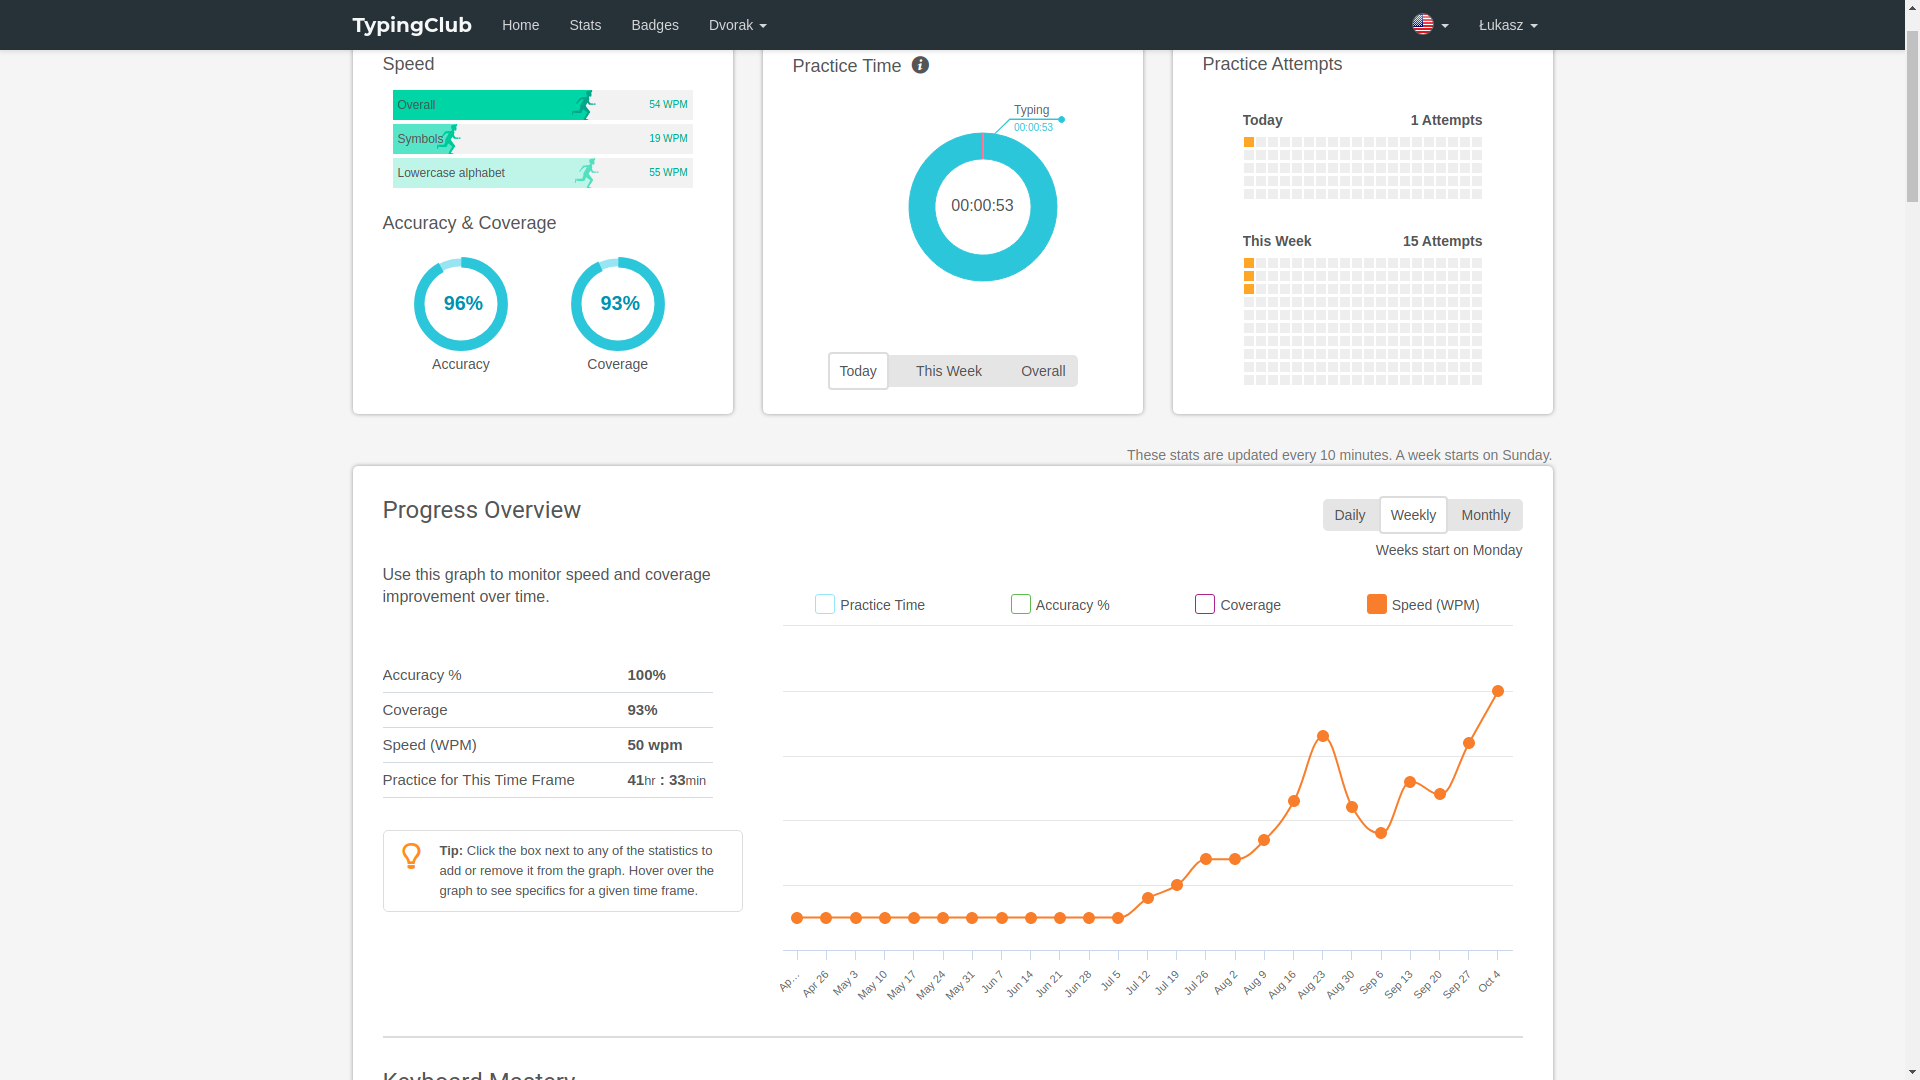 TypingClub Home Stats Badges Dvorak Łukasz
Speed
Overall 54 WPM
Symbols 19 WPM
Lowercase alphabet 55 WPM
Accuracy & Coverage
96% 93%
Accuracy Coverage
Practice Time
Typing
00:00:53
00:00:53
Today This Week Overall
Practice Attempts
Today 1 Attempts
This Week 15 Attempts
These stats are updated every 10 minutes. A week starts on Sunday.
Progress Overview
Daily Weekly Monthly
Weeks start on Monday
Use this graph to monitor speed and coverage
improvement over time.
Accuracy % 100%
Coverage 93%
Speed (WPM) 50 wpm
Practice for This Time Frame 41hr : 33min
Tip: Click the box next to any of the statistics to
add or remove it from the graph. Hover over the
graph to see specifics for a given time frame.
Practice Time Accuracy % Coverage Speed (WPM)
Ap... Apr 26 May 3 May 10 May 17 May 24 May 31 Jun 7 Jun 14 Jun 21 Jun 28 Jul 5 Jul 12 Jul 19 Jul 26 Aug 2 Aug 9 Aug 16 Aug 23 Aug 30 Sep 6 Sep 13 Sep 20 Sep 27 Oct 4
Keyboard Mastery